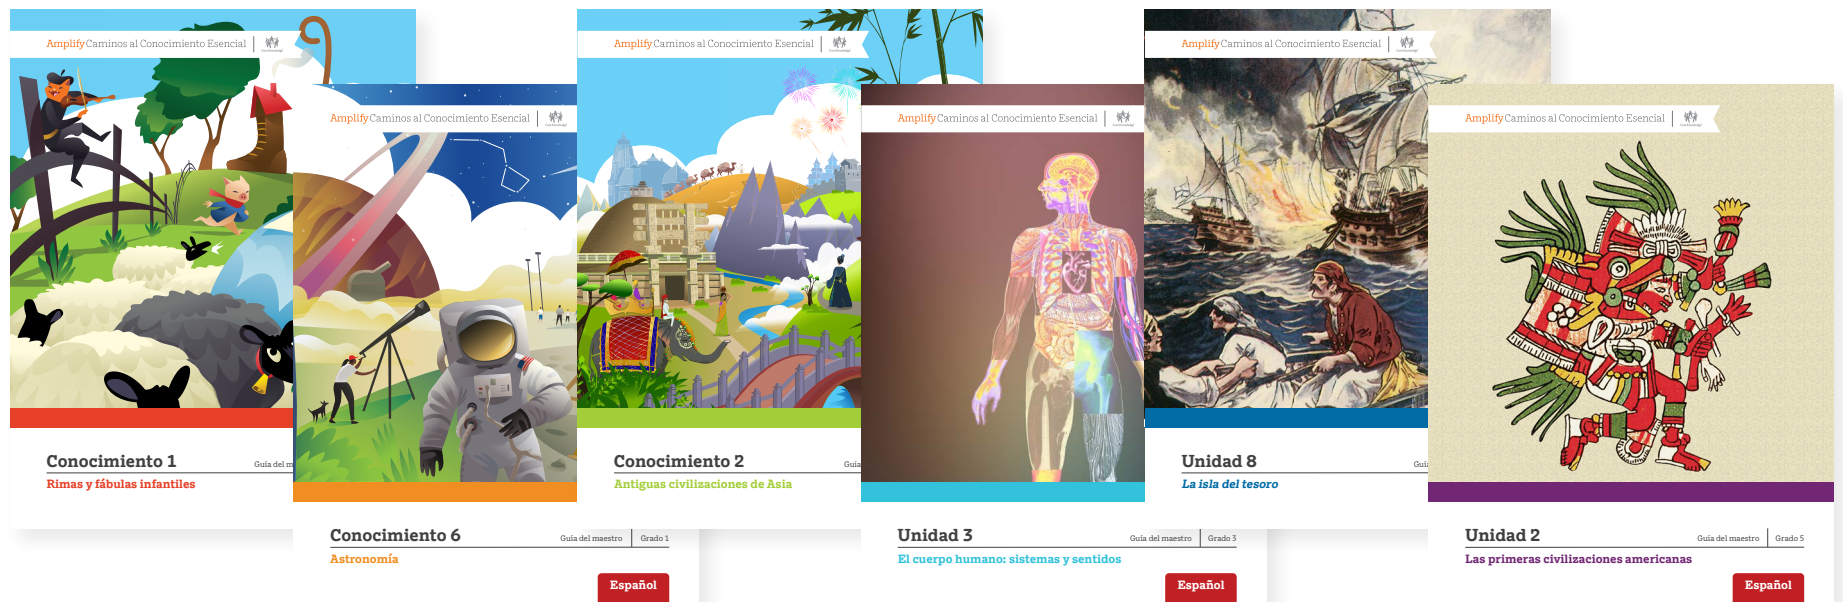 Amplify Caminos al Conocimiento Esencial
Conocimiento 1
Guía del m
Rimas y fábulas infantiles
Amplify Caminos al Conocimiento Esencial
Conocimiento 6
Guía del maestro
Grado 1
Astronomía
Español
Amplify Caminos al Conocimiento Esencial
Conocimiento 2
Guía
Antiguas civilizaciones de Asia
Amplify Caminos al Conocimiento Esencial
Unidad 3
Guía del maestro
Grado 3
El cuerpo humano: sistemas y sentidos
Español
Amplify Caminos al Conocimiento Esencial
Unidad 8
Guía
La isla del tesoro
Amplify Caminos al Conocimiento Esencial
Unidad 2
Guía del maestro
Grado 5
Las primeras civilizaciones americanas
Español